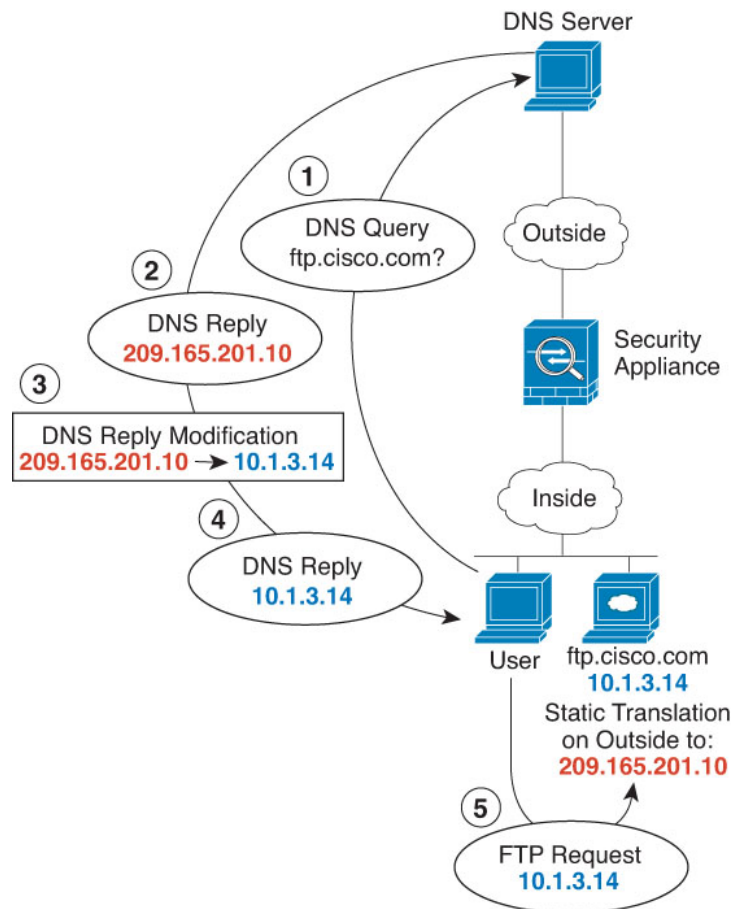 DNS Server
1
DNS Query
ftp.cisco.com?
Outside
2
DNS Reply
209.165.201.10
Security
Appliance
3
DNS Reply Modification
209.165.201.10 → 10.1.3.14
Inside
4
DNS Reply
10.1.3.14
User
ftp.cisco.com
10.1.3.14
Static Translation
on Outside to:
209.165.201.10
5
FTP Request
10.1.3.14